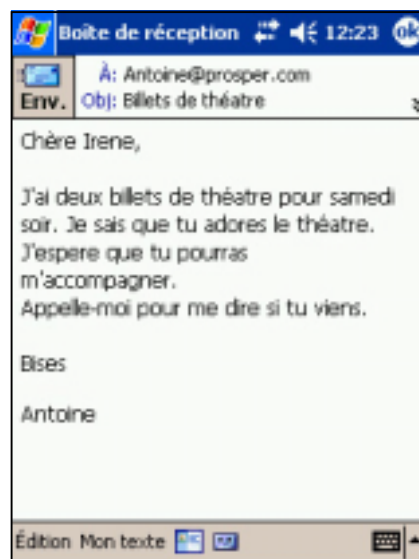 Boîte de réception 12:23 ok
À: Antoine@prosper.com
Env. Obj: Billets de théatre
Chère Irene,
J'ai deux billets de théatre pour samedi
soir. Je sais que tu adores le théatre.
J'espere que tu pourras
m'accompagner.
Appelle-moi pour me dire si tu viens.
Bises
Antoine
Édition Mon texte